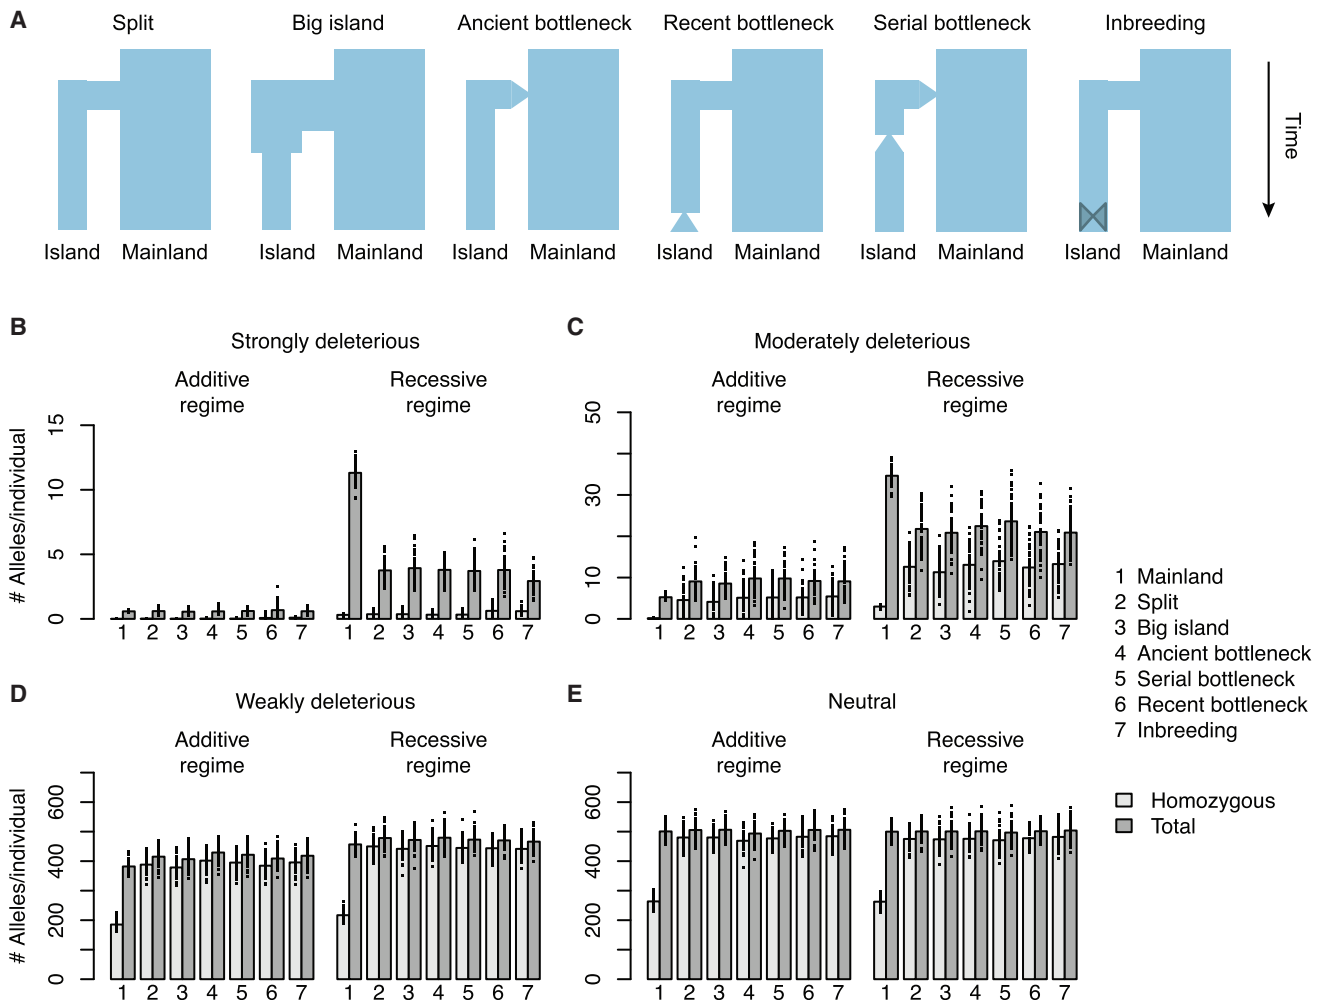 A
Split
Big island
Ancient bottleneck
Recent bottleneck
Serial bottleneck
Inbreeding
Time
Island Mainland
Island Mainland
Island Mainland
Island Mainland
Island Mainland
Island Mainland
B
Strongly deleterious
Additive
regime
Recessive
regime
# Alleles/individual
15
10
5
0
1 2 3 4 5 6 7
1 2 3 4 5 6 7
C
Moderately deleterious
Additive
regime
Recessive
regime
50
30
10
0
1 2 3 4 5 6 7
1 2 3 4 5 6 7
1 Mainland
2 Split
3 Big island
4 Ancient bottleneck
5 Serial bottleneck
6 Recent bottleneck
7 Inbreeding
Homozygous
Total
D
Weakly deleterious
Additive
regime
Recessive
regime
# Alleles/individual
600
400
200
0
1 2 3 4 5 6 7
1 2 3 4 5 6 7
E
Neutral
Additive
regime
Recessive
regime
600
400
200
0
1 2 3 4 5 6 7
1 2 3 4 5 6 7